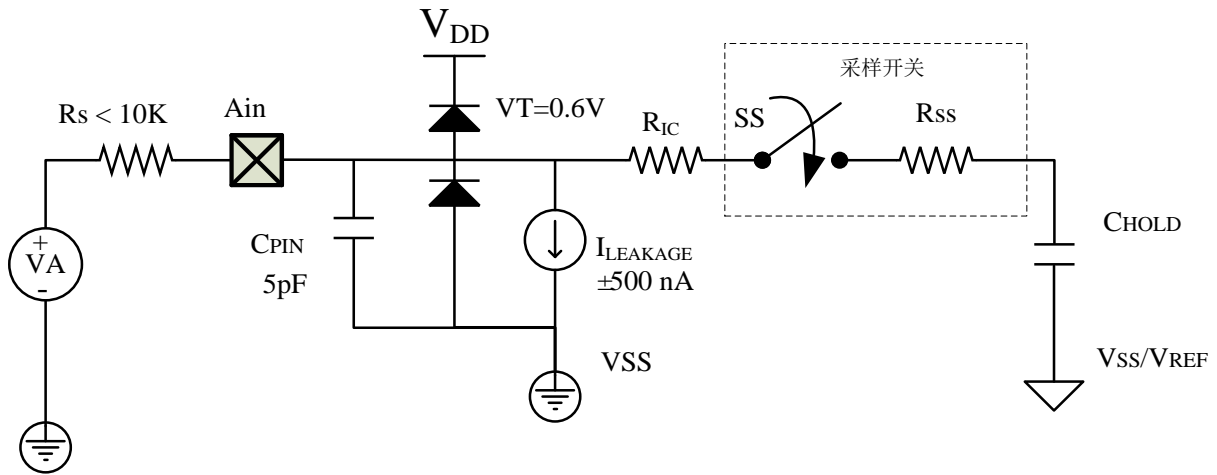 VDD
采样开关
Rs < 10K
Ain
VT=0.6V
RIC
SS
RSS
+
VA
-
CPIN
5pF
ILEAKAGE
±500 nA
CHOLD
VSS
VSS/VREF